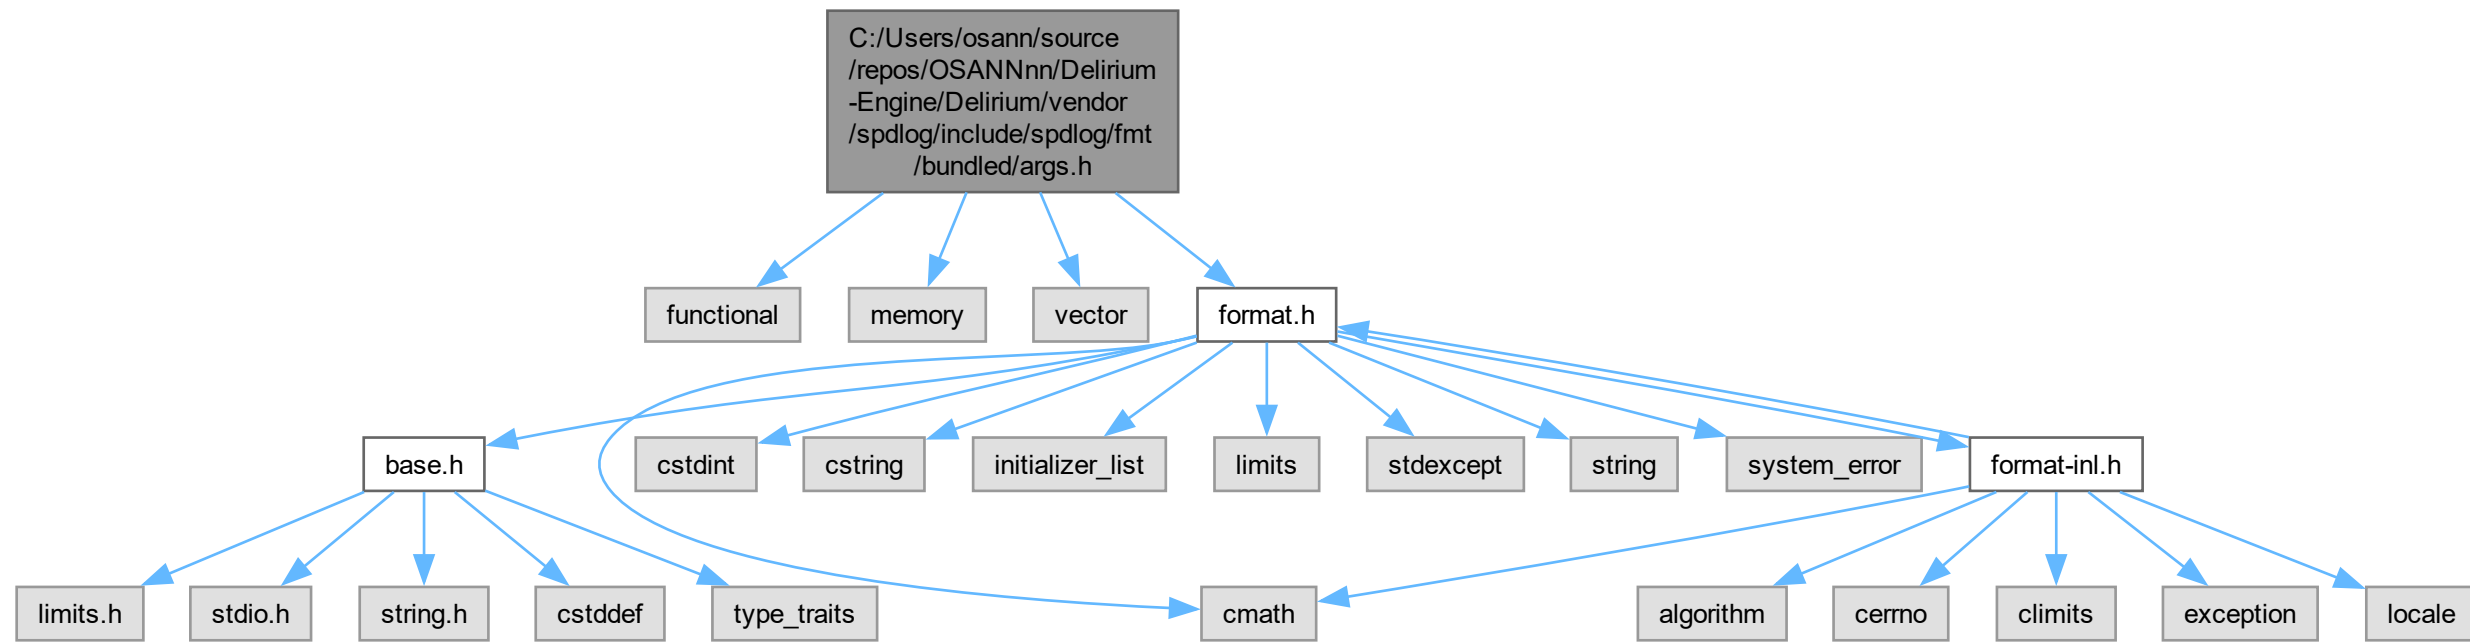 C:/Users/osann/source
/repos/OSANNnn/Delirium
-Engine/Delirium/vendor
/spdlog/include/spdlog/fmt
/bundled/args.h
functional
memory
vector
format.h
base.h
cstdint
cstring
initializer_list
limits
stdexcept
string
system_error
format-inl.h
limits.h
stdio.h
string.h
cstddef
type_traits
cmath
algorithm
cerrno
climits
exception
locale